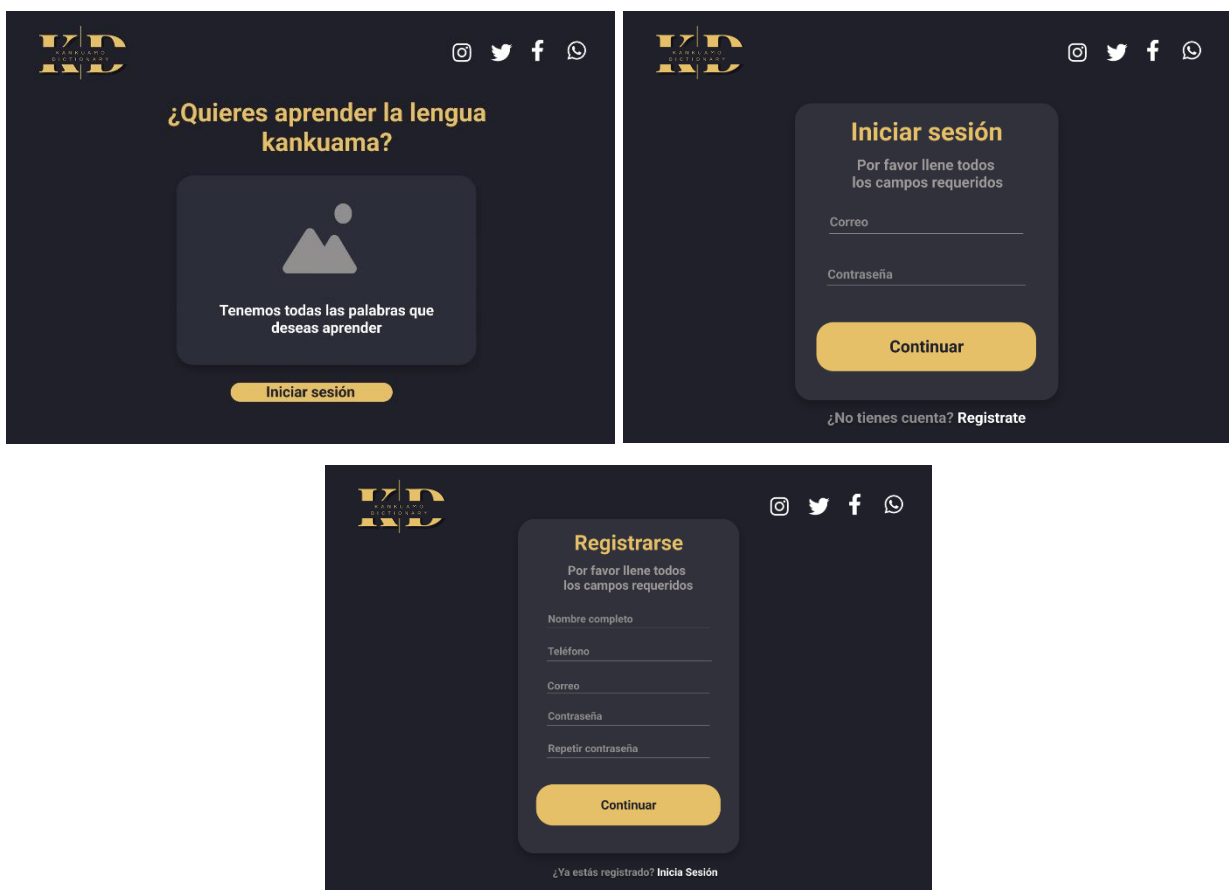 KD
KANKUAMO
DICTIONARY
¿Quieres aprender la lengua
kankuama?
Tenemos todas las palabras que
deseas aprender
Iniciar sesión
KD
KANKUAMO
DICTIONARY
Iniciar sesión
Por favor llene todos
los campos requeridos
Correo
Contraseña
Continuar
¿No tienes cuenta? Registrate
KD
KANKUAMO
DICTIONARY
Registrarse
Por favor llene todos
los campos requeridos
Nombre completo
Teléfono
Correo
Contraseña
Repetir contraseña
Continuar
¿Ya estás registrado? Inicia Sesión